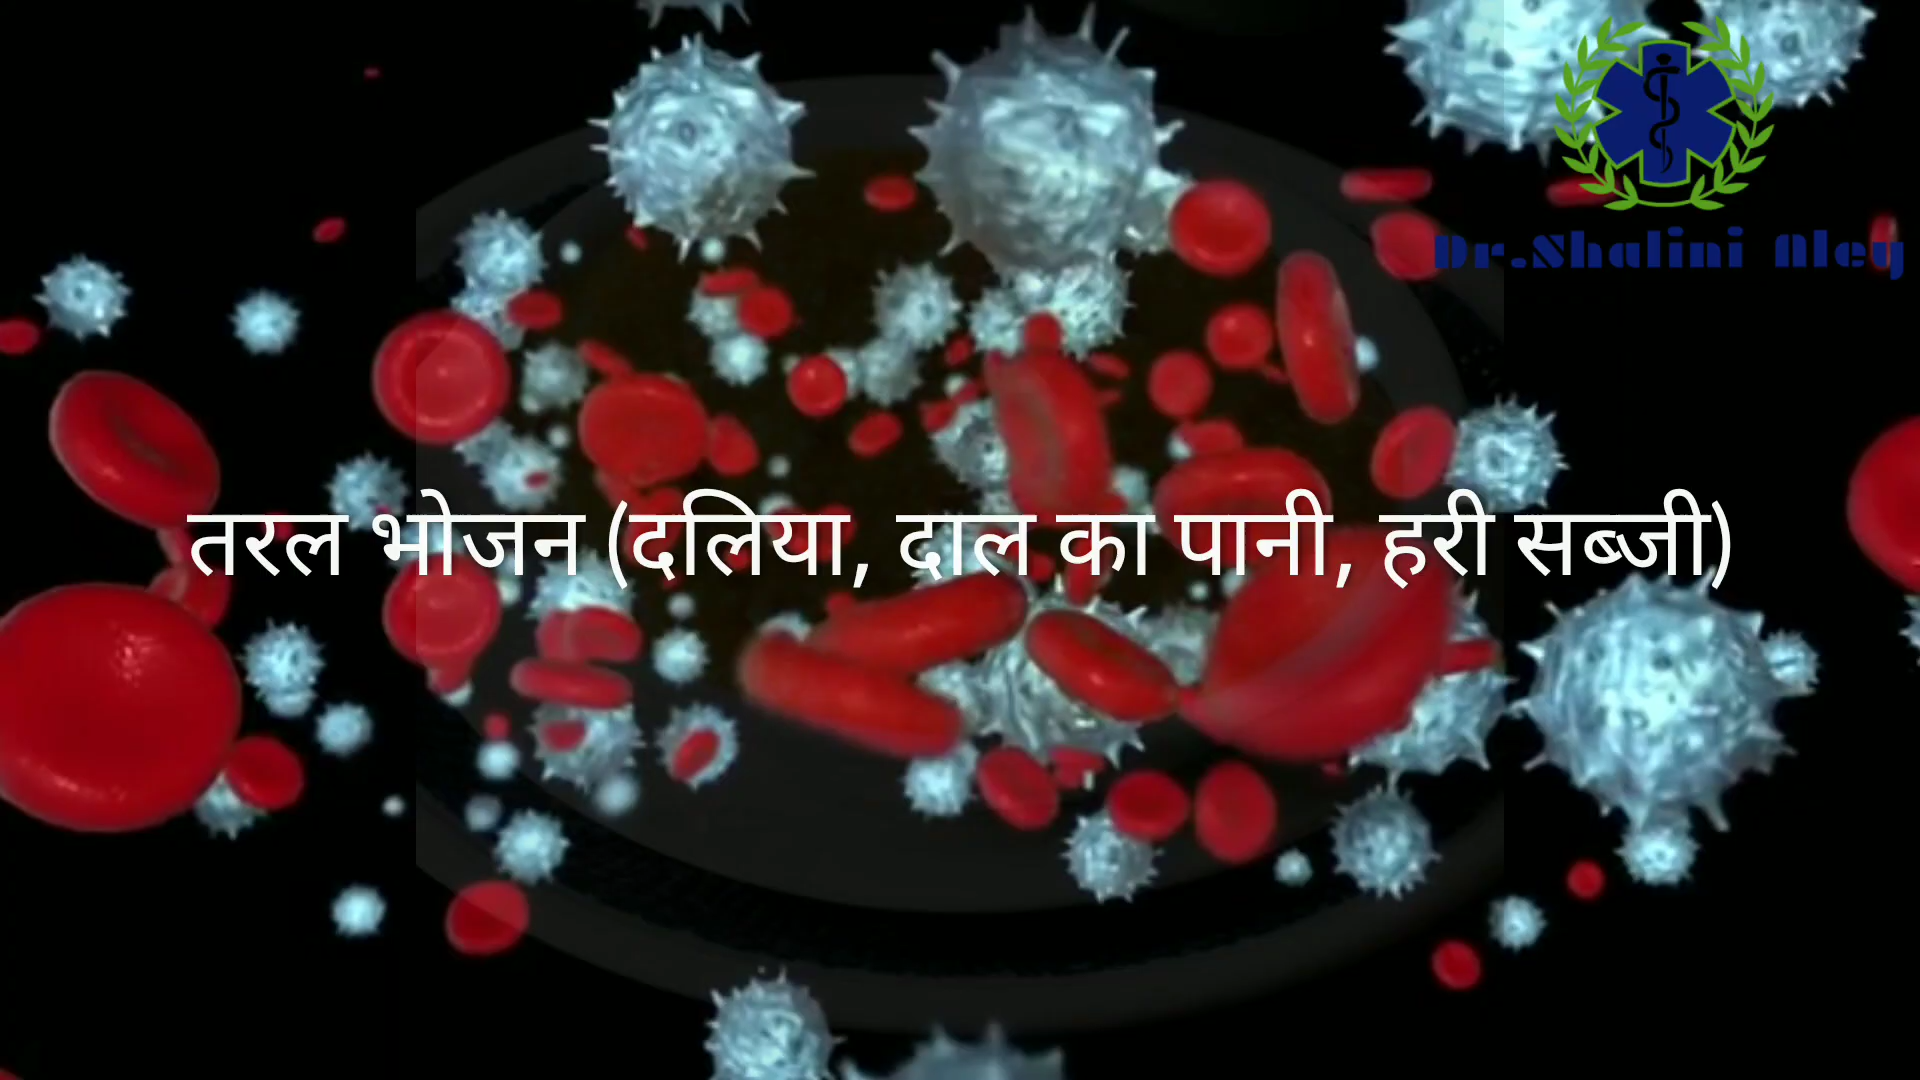 Dr.Shalini Aley
तरल भोजन (दलिया, दाल का पानी, हरी सब्जी)